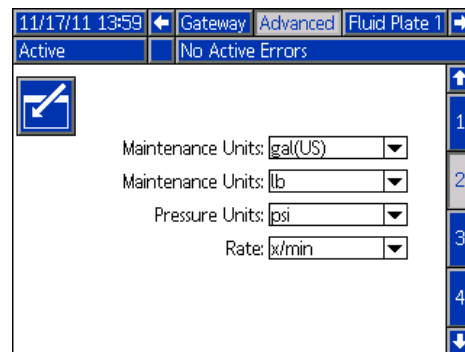 11/17/11 13:59 Gateway Advanced Fluid Plate 1
Active No Active Errors
1
Maintenance Units: gal(US)
Maintenance Units: lb
2
Pressure Units: psi
Rate: x/min
3
4